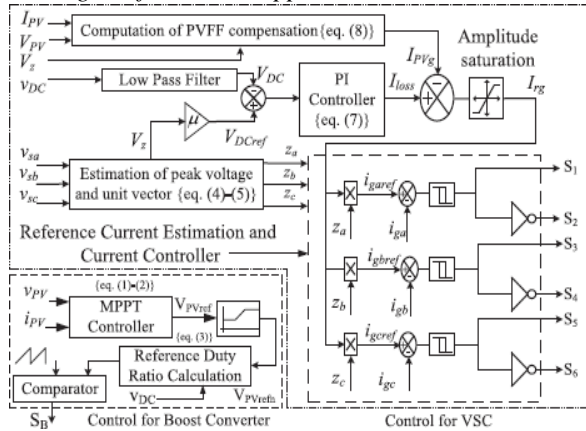 I_PV
V_PV
V_z
Computation of PVFF compensation{eq. (8)}
I_PVg
Amplitude
saturation
v_DC
Low Pass Filter
V_DC
PI
Controller
{eq. (7)}
I_loss
I_rg
μ
V_z
V_DCref
v_sa
v_sb
v_sc
Estimation of peak voltage
and unit vector {eq. (4)-(5)}
z_a
z_b
z_c
Reference Current Estimation and
Current Controller
i_garef
z_a
i_ga
S_1
S_2
i_gbref
z_b
i_gb
S_3
S_4
i_gcref
z_c
i_gc
S_5
S_6
Control for VSC
{eq. (1)-(2)}
v_PV
i_PV
MPPT
Controller
V_PVref
{eq. (3)}
Reference Duty
Ratio Calculation
Comparator
v_DC
V_PVrefn
S_B
Control for Boost Converter